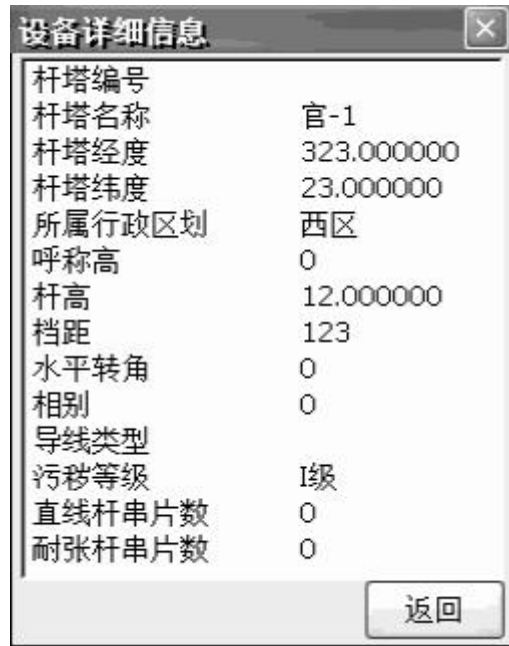 设备详细信息
杆塔编号
杆塔名称 官-1
杆塔经度 323.000000
杆塔纬度 23.000000
所属行政区划 西区
呼称高 0
杆高 12.000000
档距 123
水平转角 0
相别 0
导线类型
污秽等级 I级
直线杆串片数 0
耐张杆串片数 0
返回